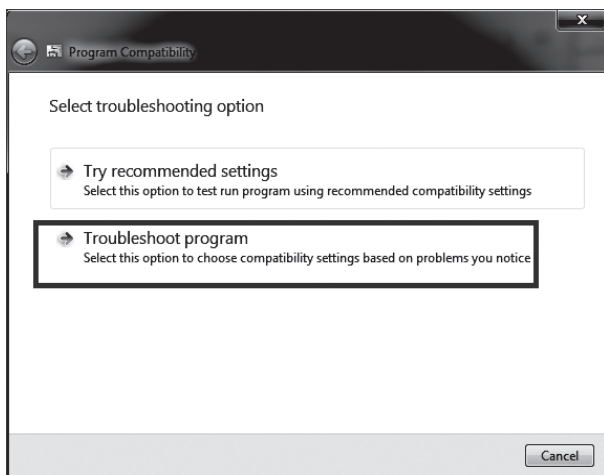 Program Compatibility
Select troubleshooting option
Try recommended settings
Select this option to test run program using recommended compatibility settings
Troubleshoot program
Select this option to choose compatibility settings based on problems you notice
Cancel